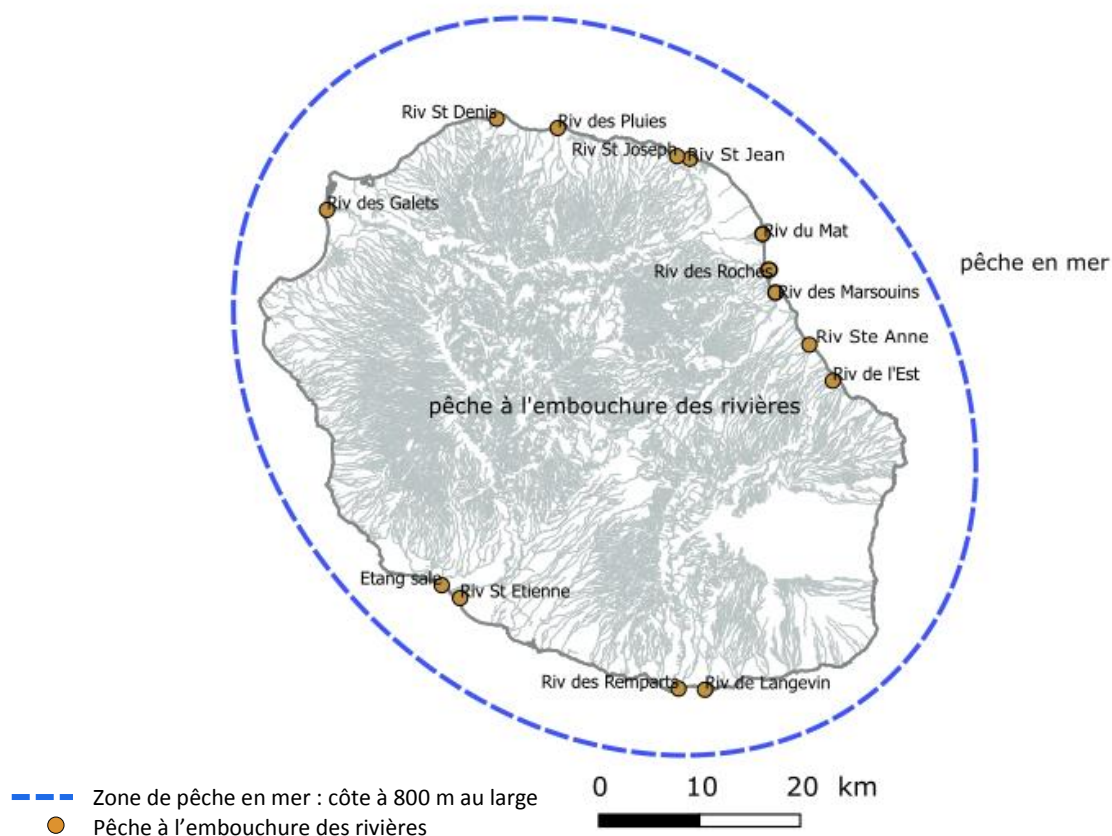 Riv St Denis
Riv des Pluies
Riv St Joseph
Riv St Jean
Riv des Galets
Riv du Mat
pêche en mer
Riv des Roches
Riv des Marsouins
Riv Ste Anne
Riv de l'Est
pêche à l'embouchure des rivières
Etang sale
Riv St Etienne
Riv des Remparts
Riv de Langevin
0 10 20 km
Zone de pêche en mer : côte à 800 m au large
Pêche à l’embouchure des rivières